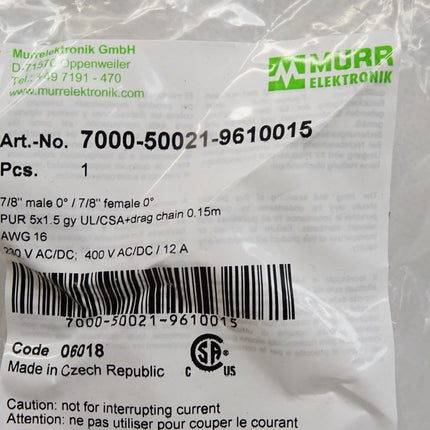 Murrelektronik GmbH
D-71570 Oppenweiler
Tel.: +49 7191 - 470
www.murrelektronik.com
MURR
ELEKTRONIK
Art.-No. 7000-50021-9610015
Pcs. 1
7/8" male 0° / 7/8" female 0°
PUR 5x1.5 gy UL/CSA+drag chain 0.15m
AWG 16
V AC/DC; 400 V AC/DC / 12 A
7000-50021-9610015
Code 06018
Made in Czech Republic
C US
Caution: not for interrupting current
Attention: ne pas utiliser pour couper le courant